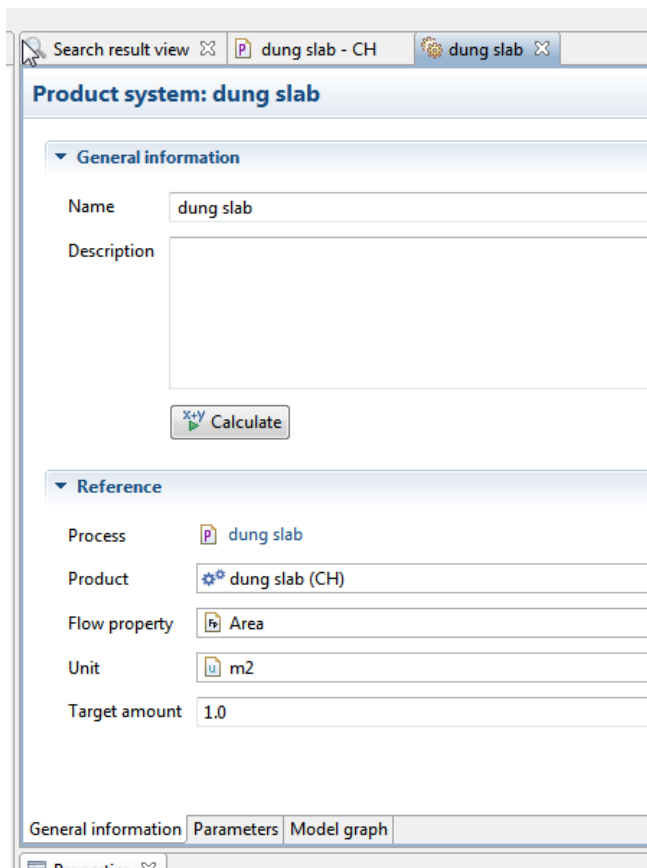 Search result view dung slab - CH dung slab
Product system: dung slab
General information
Name dung slab
Description
x+y Calculate
Reference
Process P dung slab
Product dung slab (CH)
Flow property Fp Area
Unit u m2
Target amount 1.0
General information Parameters Model graph